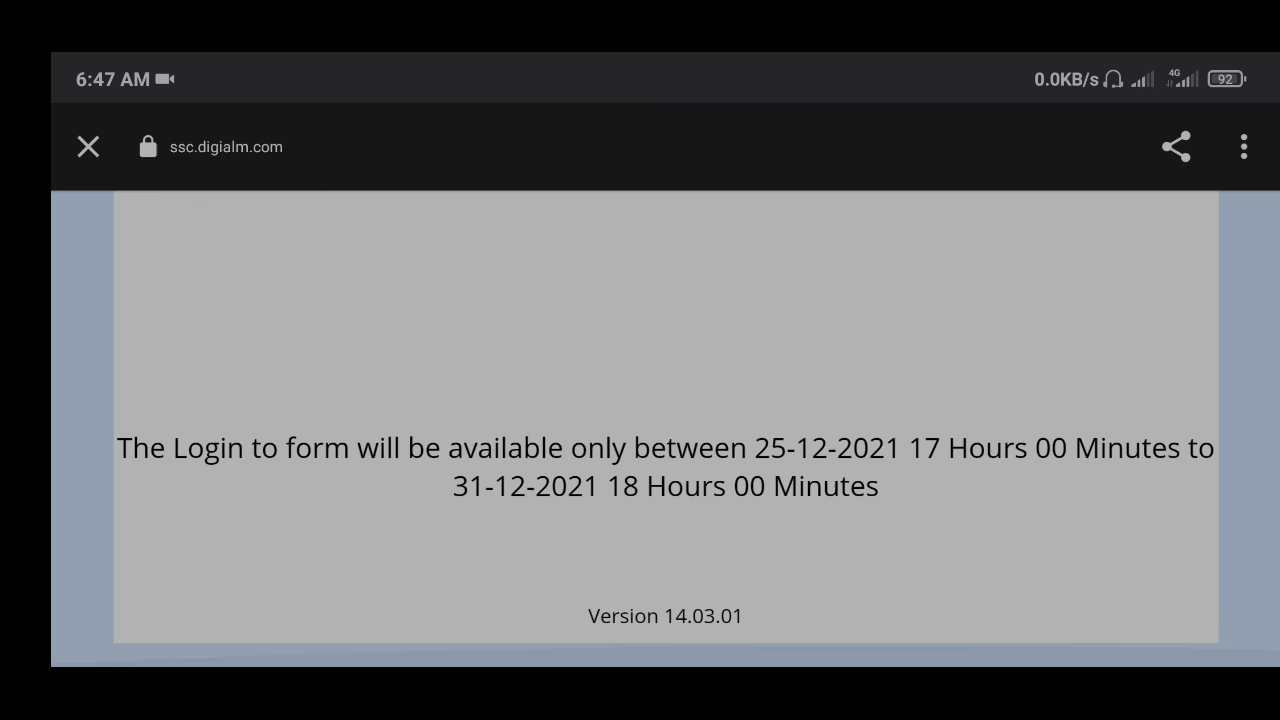 6:47 AM
0.0KB/s 4G 92
ssc.digialm.com
The Login to form will be available only between 25-12-2021 17 Hours 00 Minutes to
31-12-2021 18 Hours 00 Minutes
Version 14.03.01